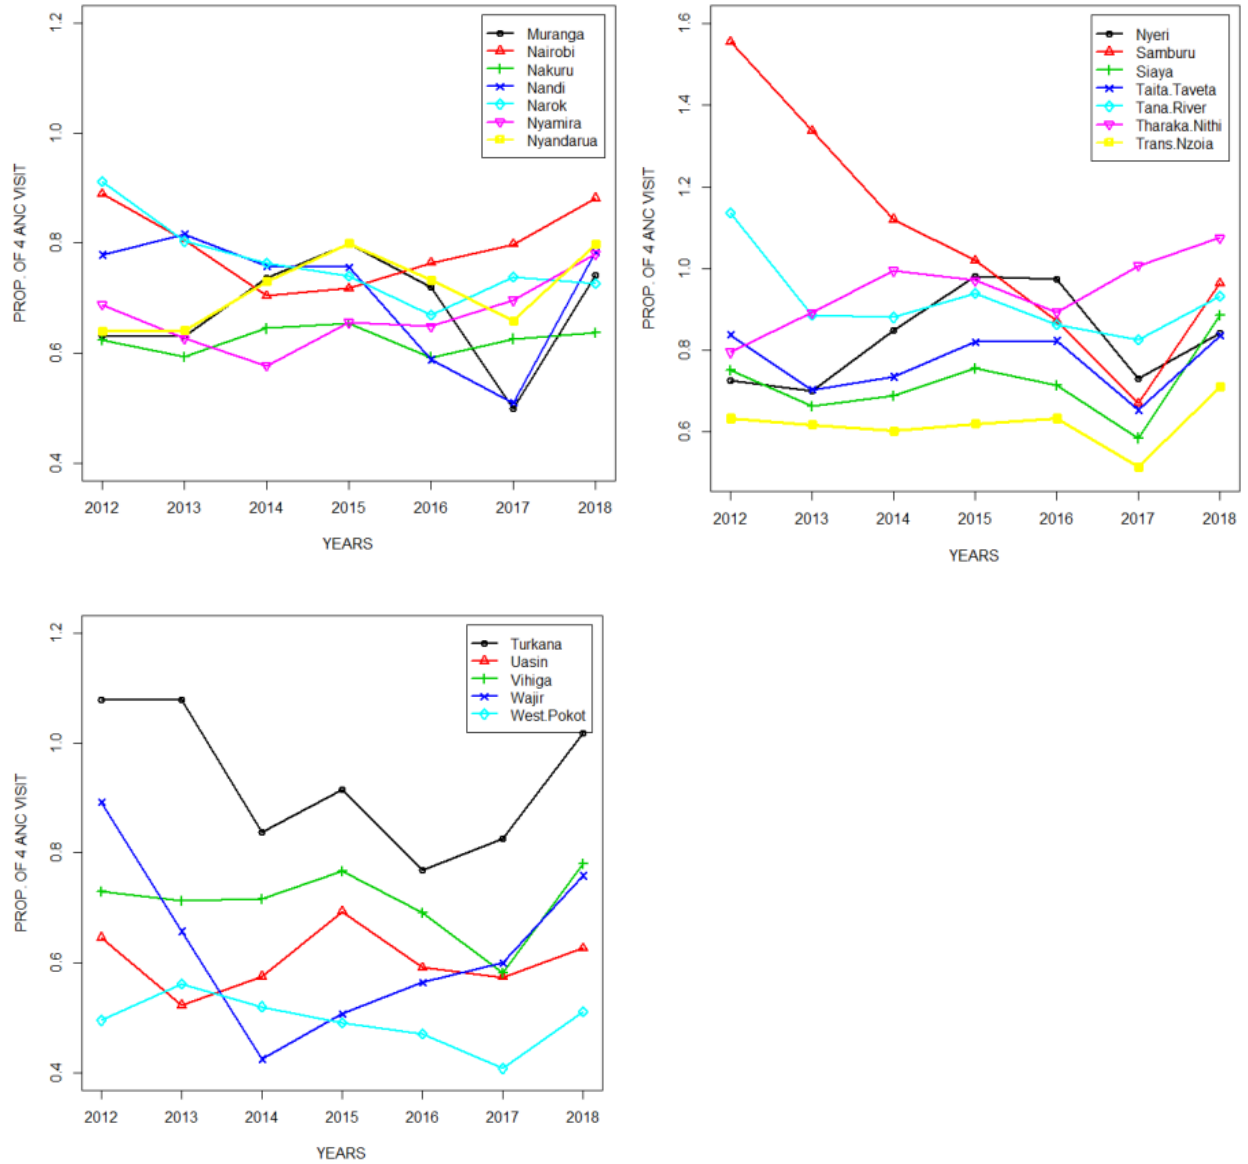 PROP. OF 4 ANC VISIT
1.2
1.0
0.8
0.6
0.4
Muranga
Nairobi
Nakuru
Nandi
Narok
Nyamira
Nyandarua
2012 2013 2014 2015 2016 2017 2018
YEARS
PROP. OF 4 ANC VISIT
1.6
1.4
1.2
1.0
0.8
0.6
Nyeri
Samburu
Siaya
Taita.Taveta
Tana.River
Tharaka.Nithi
Trans.Nzoia
2012 2013 2014 2015 2016 2017 2018
YEARS
PROP. OF 4 ANC VISIT
1.2
1.0
0.8
0.6
0.4
Turkana
Uasin
Vihiga
Wajir
West.Pokot
2012 2013 2014 2015 2016 2017 2018
YEARS